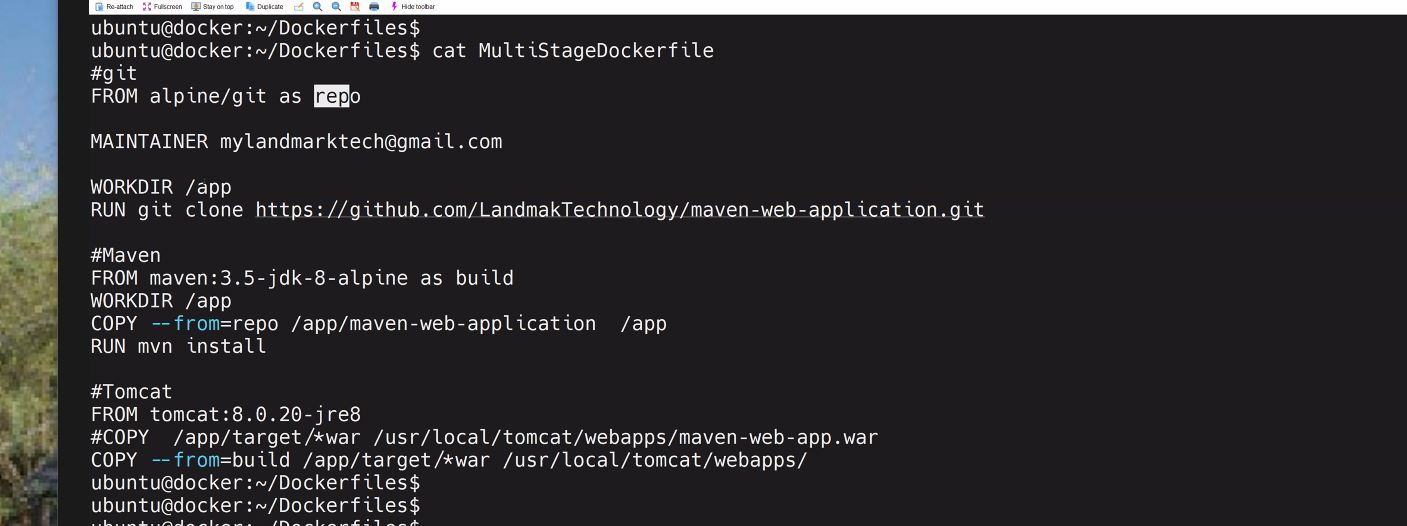 Re-attach Fullscreen Stay on top Duplicate Hide toolbar
ubuntu@docker:~/Dockerfiles$
ubuntu@docker:~/Dockerfiles$ cat MultiStageDockerfile
#git
FROM alpine/git as repo
MAINTAINER mylandmarktech@gmail.com
WORKDIR /app
RUN git clone https://github.com/LandmakTechnology/maven-web-application.git
#Maven
FROM maven:3.5-jdk-8-alpine as build
WORKDIR /app
COPY --from=repo /app/maven-web-application  /app
RUN mvn install
#Tomcat
FROM tomcat:8.0.20-jre8
#COPY  /app/target/*war /usr/local/tomcat/webapps/maven-web-app.war
COPY --from=build /app/target/*war /usr/local/tomcat/webapps/
ubuntu@docker:~/Dockerfiles$
ubuntu@docker:~/Dockerfiles$
ubuntu@docker:~/Dockerfiles$